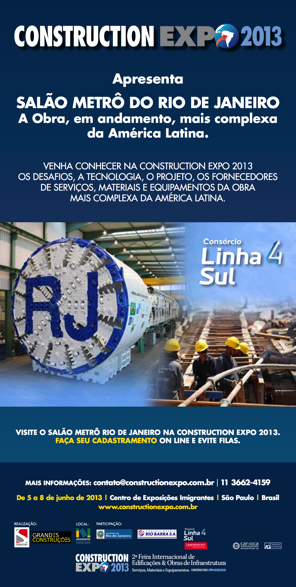 CONSTRUCTION EXPO 2013
Apresenta
SALÃO METRÔ DO RIO DE JANEIRO
A Obra, em andamento, mais complexa
da América Latina.
VENHA CONHECER NA CONSTRUCTION EXPO 2013
OS DESAFIOS, A TECNOLOGIA, O PROJETO, OS FORNECEDORES
DE SERVIÇOS, MATERIAIS E EQUIPAMENTOS DA OBRA
MAIS COMPLEXA DA AMÉRICA LATINA.
RJ
Consórcio
Linha 4
Sul
VISITE O SALÃO METRÔ RIO DE JANEIRO NA CONSTRUCTION EXPO 2013.
FAÇA SEU CADASTRAMENTO ON LINE E EVITE FILAS.
MAIS INFORMAÇÕES: contato@constructionexpo.com.br | 11 3662-4159
De 5 a 8 de junho de 2013 | Centro de Exposições Imigrantes | São Paulo | Brasil
www.constructionexpo.com.br
REALIZAÇÃO: LOCAL: PARTICIPAÇÃO:
GRANDES CONSTRUÇÕES
RIO BARRA S.A.
Linha 4
Sul
CONSTRUCTION EXPO 2013
2ª Feira Internacional de
Edificações & Obras de Infraestrutura
Serviços, Materiais e Equipamentos.